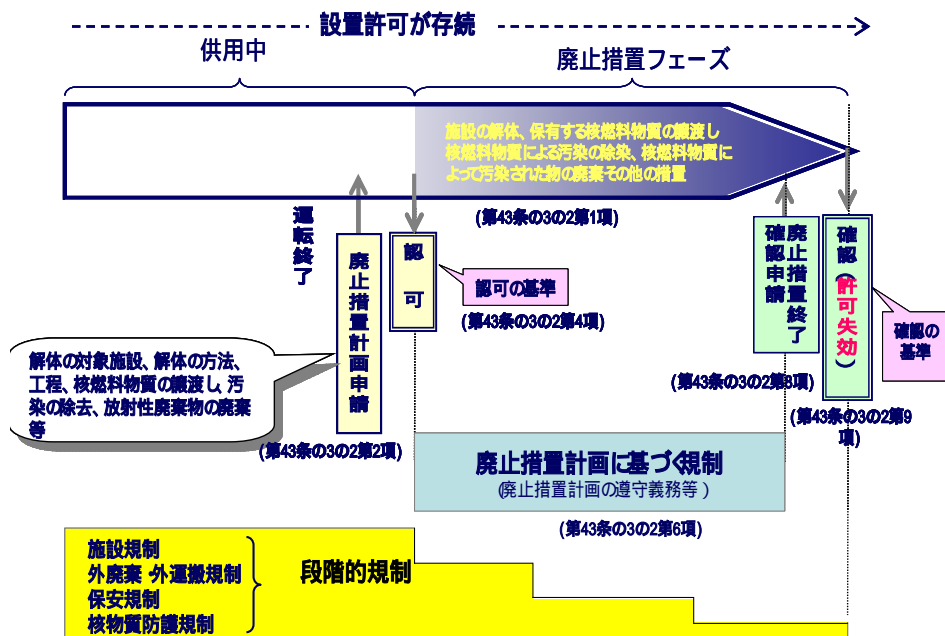 設置許可が存続
供用中
廃止措置フェーズ
施設の解体、保有する核燃料物質の譲渡し
核燃料物質による汚染の除染、核燃料物質に
よって汚染された物の廃棄その他の措置
(第43条の3の2第1項)
運転終了
廃止措置計画申請
認可
認可の基準
(第43条の3の2第4項)
廃止措置終了
確認申請
確認(許可失効)
確認の
基準
解体の対象施設、解体の方法、
工程、核燃料物質の譲渡し、汚
染の除去、放射性廃棄物の廃棄
等
(第43条の3の2第2項)
(第43条の3の2第8項)
(第43条の3の2第9
項)
廃止措置計画に基づく規制
(廃止措置計画の遵守義務等)
(第43条の3の2第6項)
施設規制
外廃棄・外運搬規制
保安規制
核物質防護規制
段階的規制